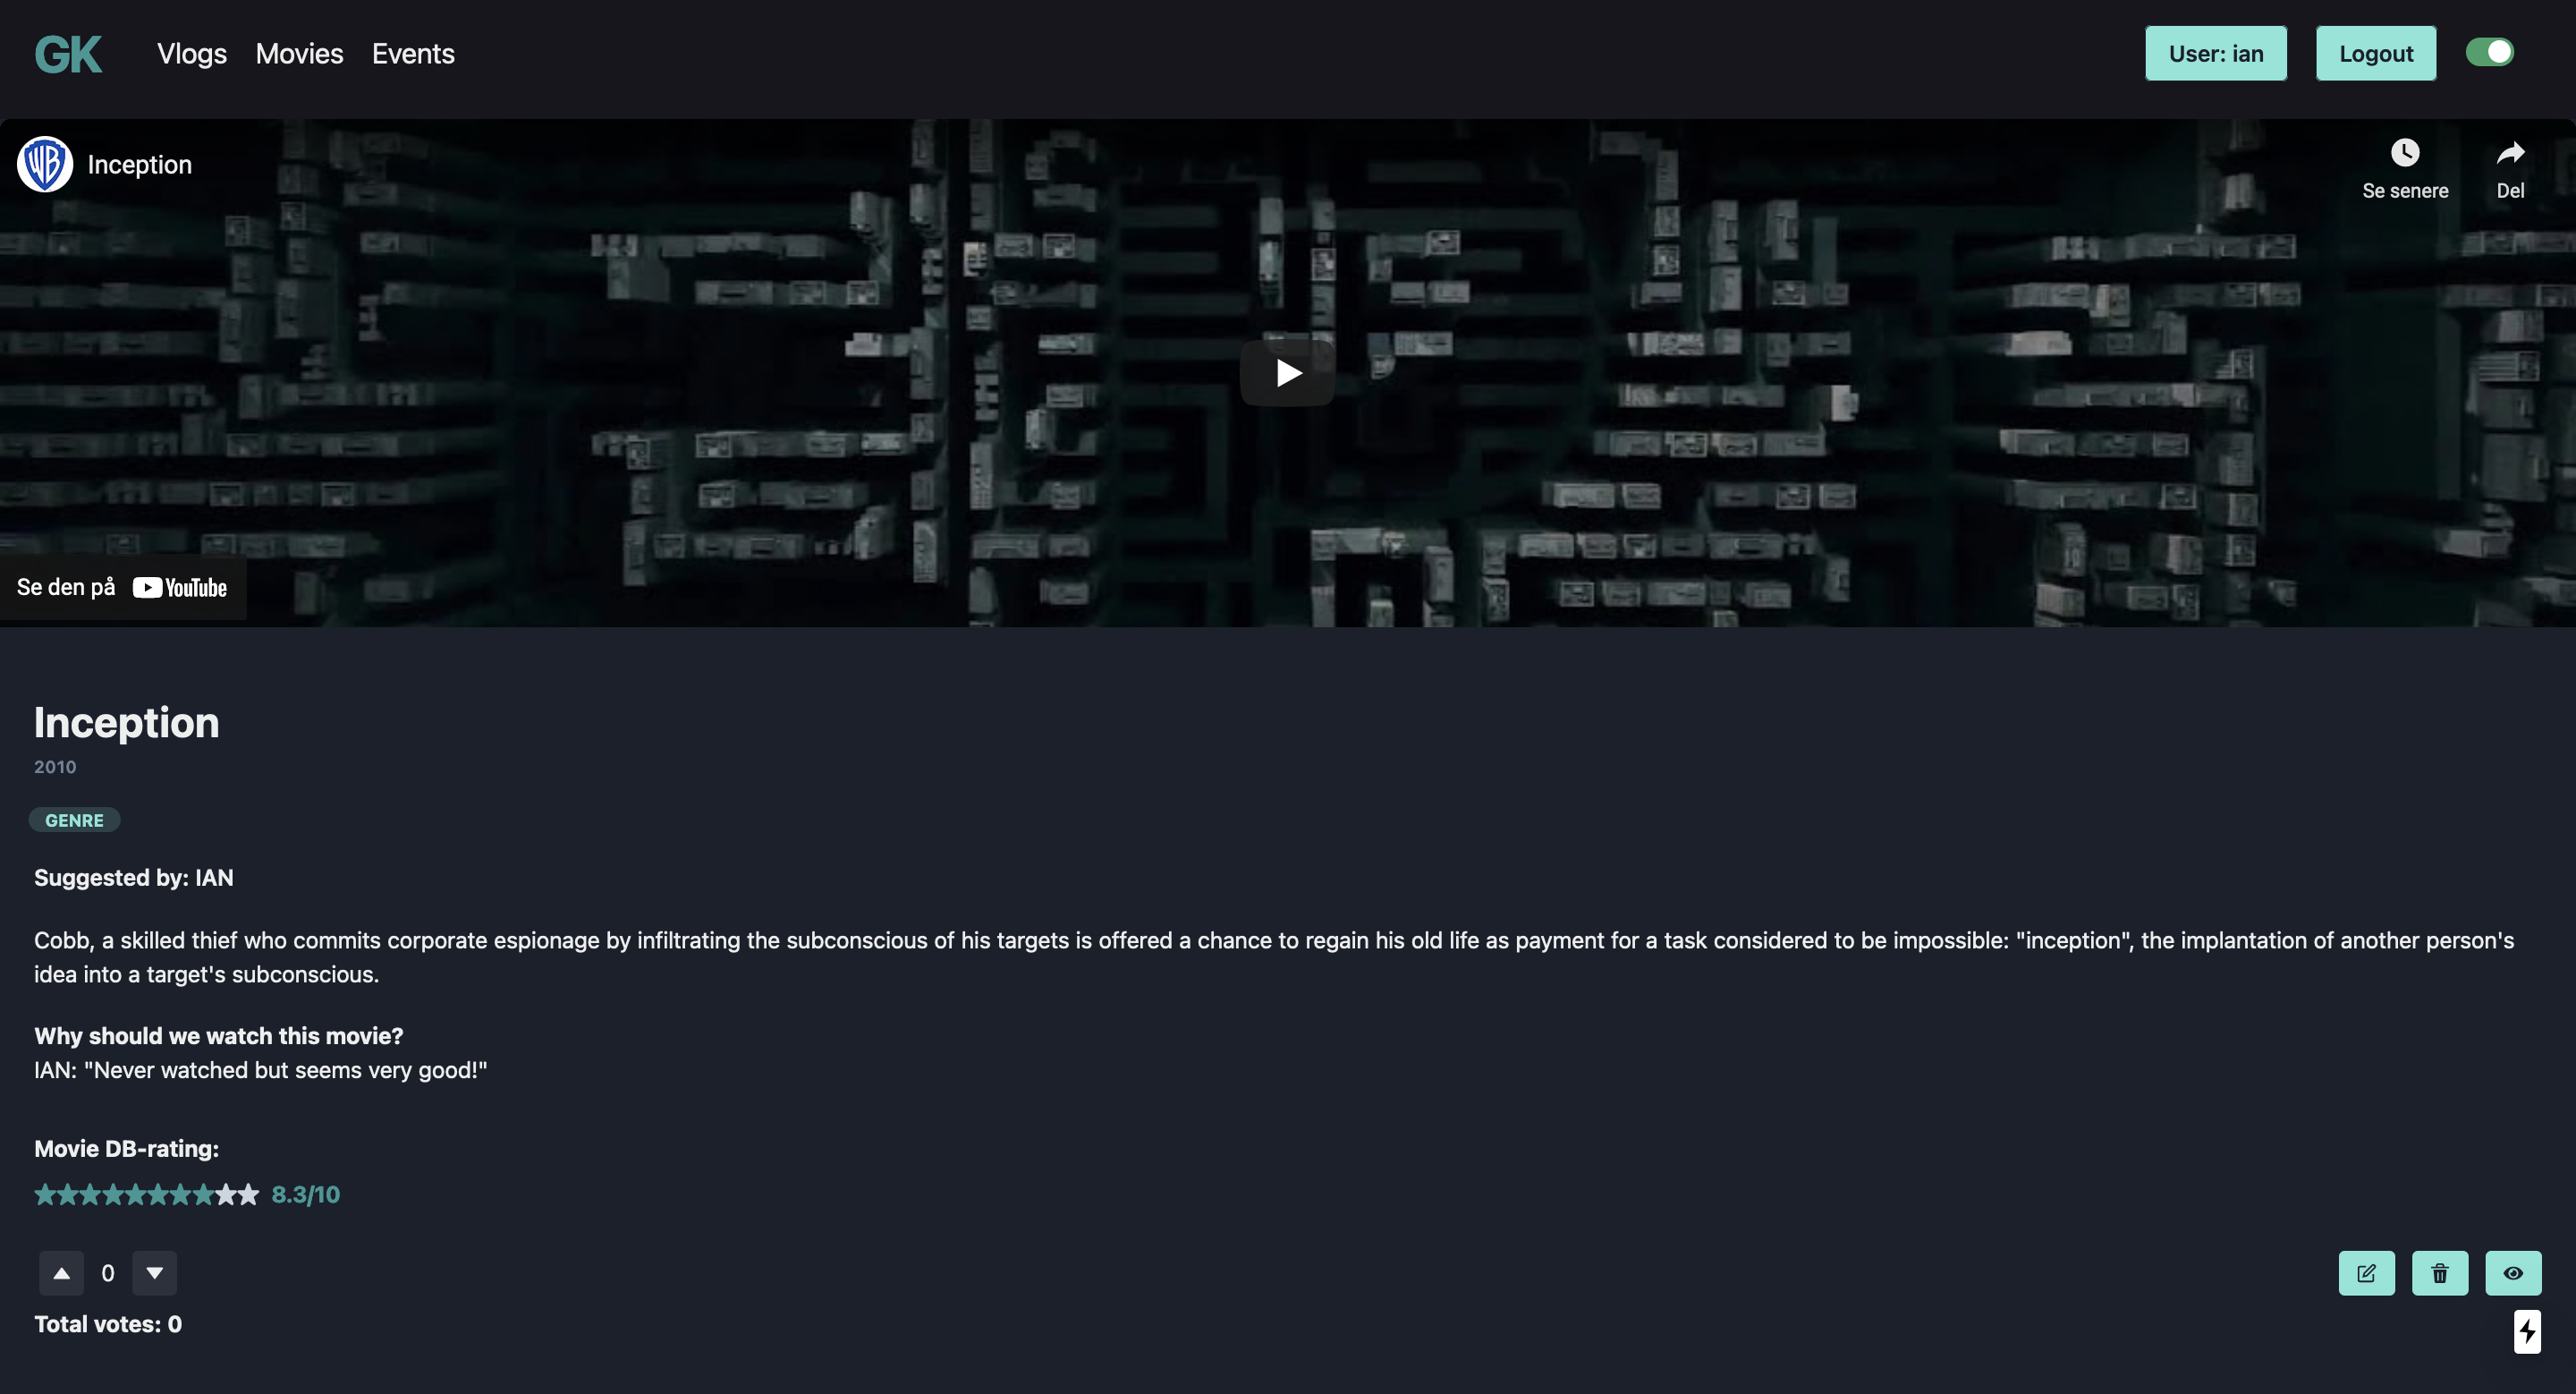 GK
Vlogs Movies Events
User: ian
Logout
WB
Inception
Se senere
Del
Se den på YouTube
Inception
2010
GENRE
Suggested by: IAN
Cobb, a skilled thief who commits corporate espionage by infiltrating the subconscious of his targets is offered a chance to regain his old life as payment for a task considered to be impossible: "inception", the implantation of another person's
idea into a target's subconscious.
Why should we watch this movie?
IAN: "Never watched but seems very good!"
Movie DB-rating:
8.3/10
0
Total votes: 0